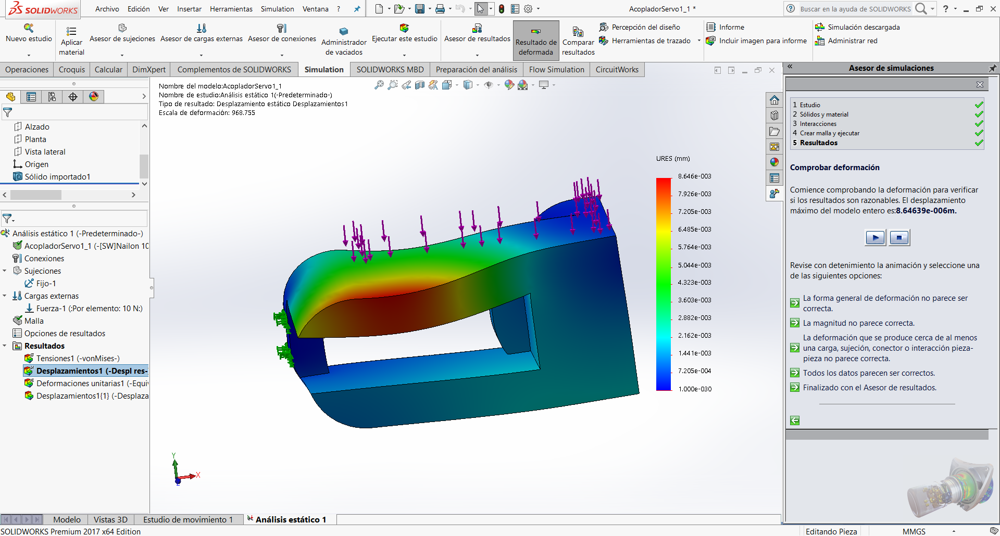 SOLIDWORKS
Archivo Edición Ver Insertar Herramientas Simulation Ventana ?
AcopladorServo1_1 *
Buscar en la ayuda de SOLIDWORKS
?
Nuevo estudio
Aplicar material
Asesor de sujeciones
Asesor de cargas externas
Asesor de conexiones
Administrador de vaciados
Ejecutar este estudio
Asesor de resultados
Resultado de deformada
Comparar resultados
Percepción del diseño
Herramientas de trazado
Informe
Incluir imagen para informe
Simulación descargada
Administrar red
Operaciones Croquis Calcular DimXpert Complementos de SOLIDWORKS Simulation SOLIDWORKS MBD Preparación del análisis Flow Simulation CircuitWorks
Alzado
Planta
Vista lateral
Origen
Sólido importado1
Análisis estático 1 (-Predeterminado-)
AcopladorServo1_1 (-[SW]Nailon 10
Conexiones
Sujeciones
Fijo-1
Cargas externas
Fuerza-1 (:Por elemento: 10 N:)
Malla
Opciones de resultados
Resultados
Tensiones1 (-vonMises-)
Desplazamientos1 (-Despl res-
Deformaciones unitarias1 (-Equi
Desplazamientos1{1} (-Desplaza
Nombre del modelo:AcopladorServo1_1
Nombre de estudio:Análisis estático 1(-Predeterminado-)
Tipo de resultado: Desplazamiento estático Desplazamientos1
Escala de deformación: 968.755
URES (mm)
8.646e-003
7.926e-003
7.205e-003
6.485e-003
5.764e-003
5.044e-003
4.323e-003
3.603e-003
2.882e-003
2.162e-003
1.441e-003
7.205e-004
1.000e-030
Y
X
Z
Asesor de simulaciones
1 Estudio
2 Sólidos y material
3 Interacciones
4 Crear malla y ejecutar
5 Resultados
Comprobar deformación
Comience comprobando la deformación para verificar
si los resultados son razonables. El desplazamiento
máximo del modelo entero es:8.64639e-006m.
Revise con detenimiento la animación y seleccione una
de las siguientes opciones:
La forma general de deformación no parece ser
correcta.
La magnitud no parece correcta.
La deformación que se produce cerca de al menos
una carga, sujeción, conector o interacción pieza-
pieza no parece correcta.
Todos los datos parecen ser correctos.
Finalizado con el Asesor de resultados.
Modelo Vistas 3D Estudio de movimiento 1 Análisis estático 1
SOLIDWORKS Premium 2017 x64 Edition
Editando Pieza
MMGS